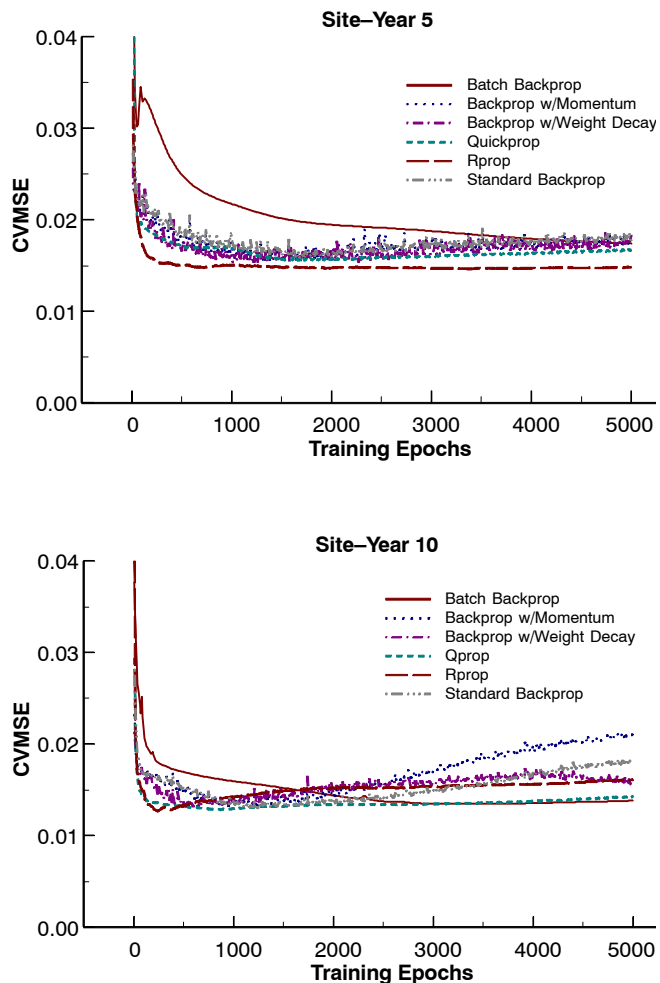 Site–Year 5
0.04
0.03
0.02
0.01
0.00
CVMSE
Batch Backprop
Backprop w/Momentum
Backprop w/Weight Decay
Quickprop
Rprop
Standard Backprop
0 1000 2000 3000 4000 5000
Training Epochs
Site–Year 10
0.04
0.03
0.02
0.01
0.00
CVMSE
Batch Backprop
Backprop w/Momentum
Backprop w/Weight Decay
Qprop
Rprop
Standard Backprop
0 1000 2000 3000 4000 5000
Training Epochs